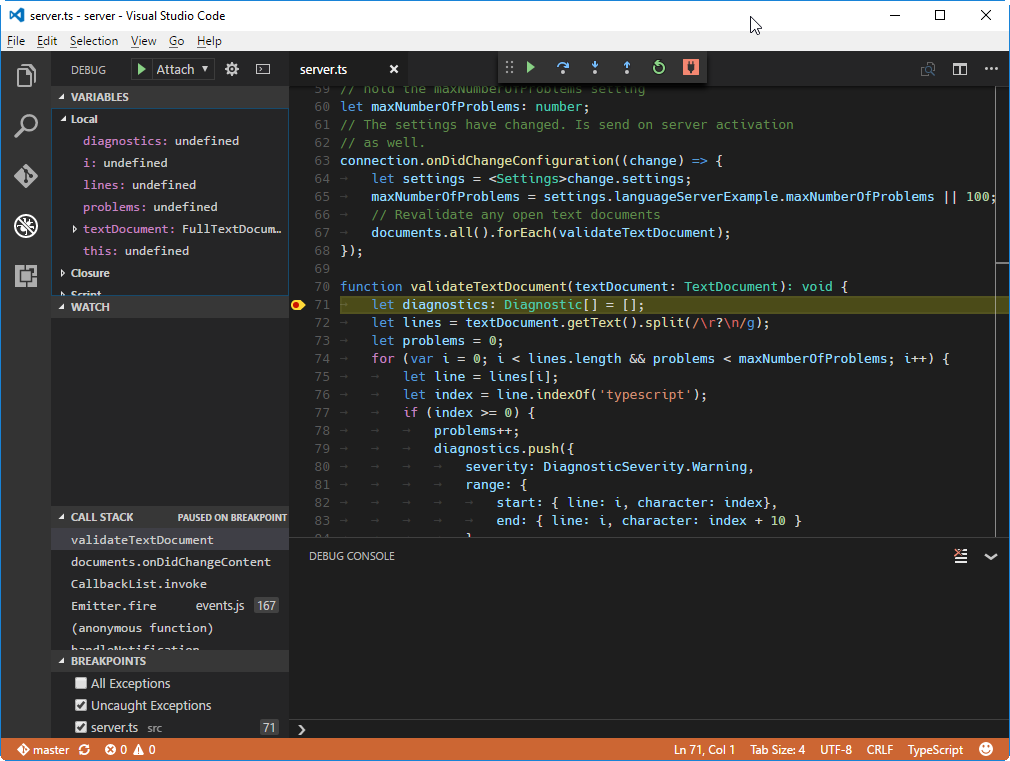 server.ts - server - Visual Studio Code
File Edit Selection View Go Help
DEBUG Attach
server.ts
VARIABLES
Local
diagnostics: undefined
i: undefined
lines: undefined
problems: undefined
textDocument: FullTextDocum…
this: undefined
Closure
Script
WATCH
CALL STACK PAUSED ON BREAKPOINT
validateTextDocument
documents.onDidChangeContent
CallbackList.invoke
Emitter.fire events.js 167
(anonymous function)
handleNotification
BREAKPOINTS
All Exceptions
Uncaught Exceptions
server.ts src 71
59 // hold the maxNumberOfProblems setting
60 let maxNumberOfProblems: number;
61 // The settings have changed. Is send on server activation
62 // as well.
63 connection.onDidChangeConfiguration((change) => {
64 let settings = <Settings>change.settings;
65 maxNumberOfProblems = settings.languageServerExample.maxNumberOfProblems || 100;
66 // Revalidate any open text documents
67 documents.all().forEach(validateTextDocument);
68 });
69
70 function validateTextDocument(textDocument: TextDocument): void {
71 let diagnostics: Diagnostic[] = [];
72 let lines = textDocument.getText().split(/\r?\n/g);
73 let problems = 0;
74 for (var i = 0; i < lines.length && problems < maxNumberOfProblems; i++) {
75 let line = lines[i];
76 let index = line.indexOf('typescript');
77 if (index >= 0) {
78 problems++;
79 diagnostics.push({
80 severity: DiagnosticSeverity.Warning,
81 range: {
82 start: { line: i, character: index},
83 end: { line: i, character: index + 10 }
84 }
DEBUG CONSOLE
master 0 0 Ln 71, Col 1 Tab Size: 4 UTF-8 CRLF TypeScript